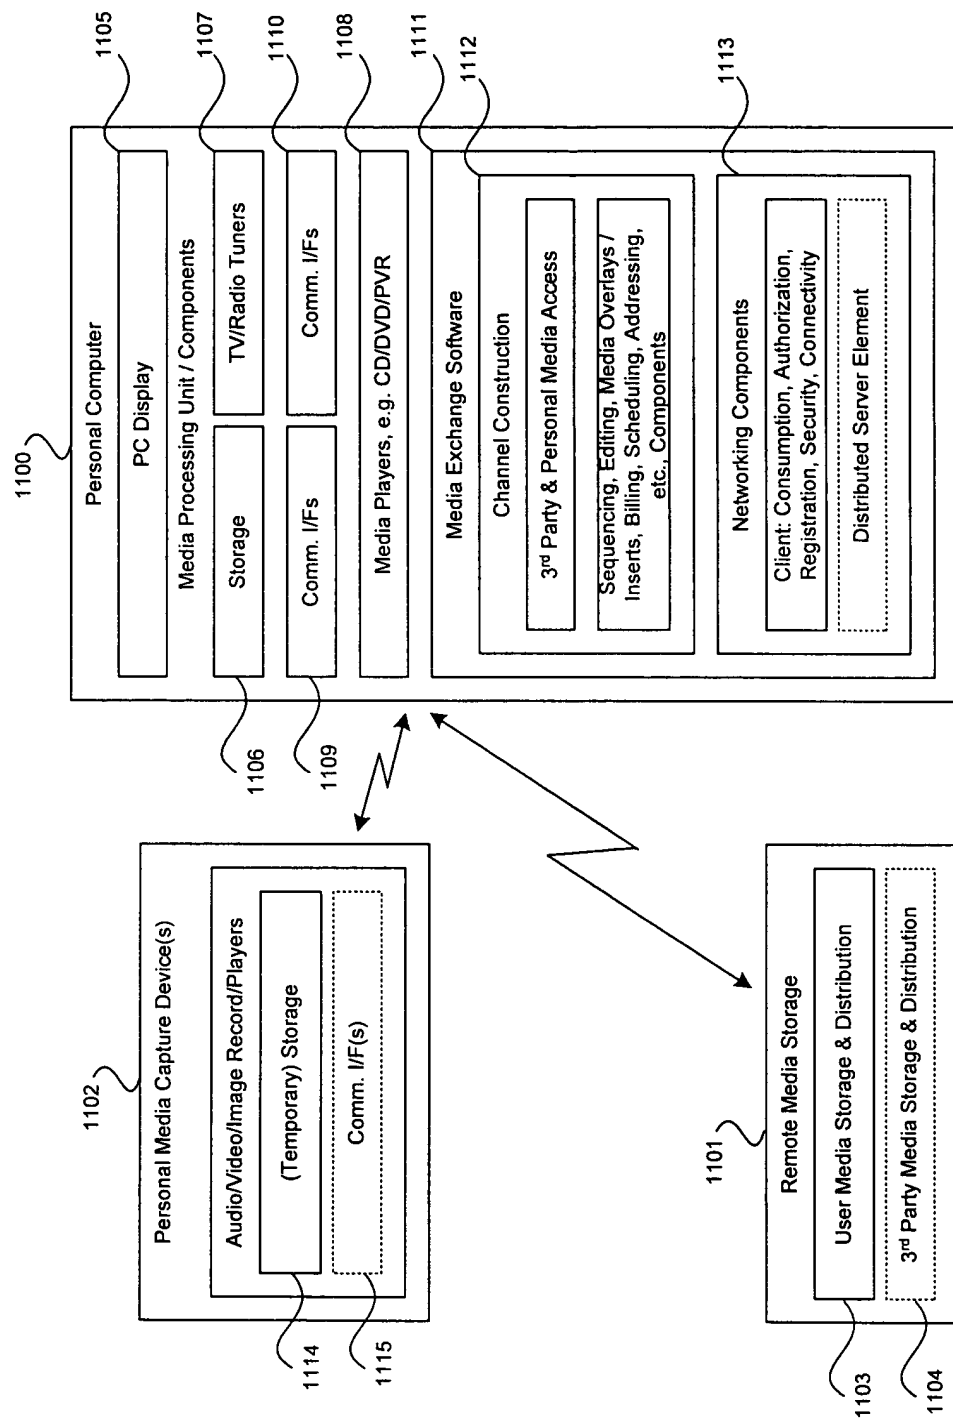 1100
Personal Computer
1105
PC Display
Media Processing Unit / Components
1107
Storage
TV/Radio Tuners
1106
1110
Comm. I/Fs
Comm. I/Fs
1109
1108
Media Players, e.g. CD/DVD/PVR
1111
Media Exchange Software
1112
Channel Construction
3rd Party & Personal Media Access
Sequencing, Editing, Media Overlays /
Inserts, Billing, Scheduling, Addressing,
etc., Components
1113
Networking Components
Client: Consumption, Authorization,
Registration, Security, Connectivity
Distributed Server Element
1102
Personal Media Capture Device(s)
Audio/Video/Image Record/Players
(Temporary) Storage
1114
Comm. I/F(s)
1115
1101
Remote Media Storage
User Media Storage & Distribution
1103
3rd Party Media Storage & Distribution
1104